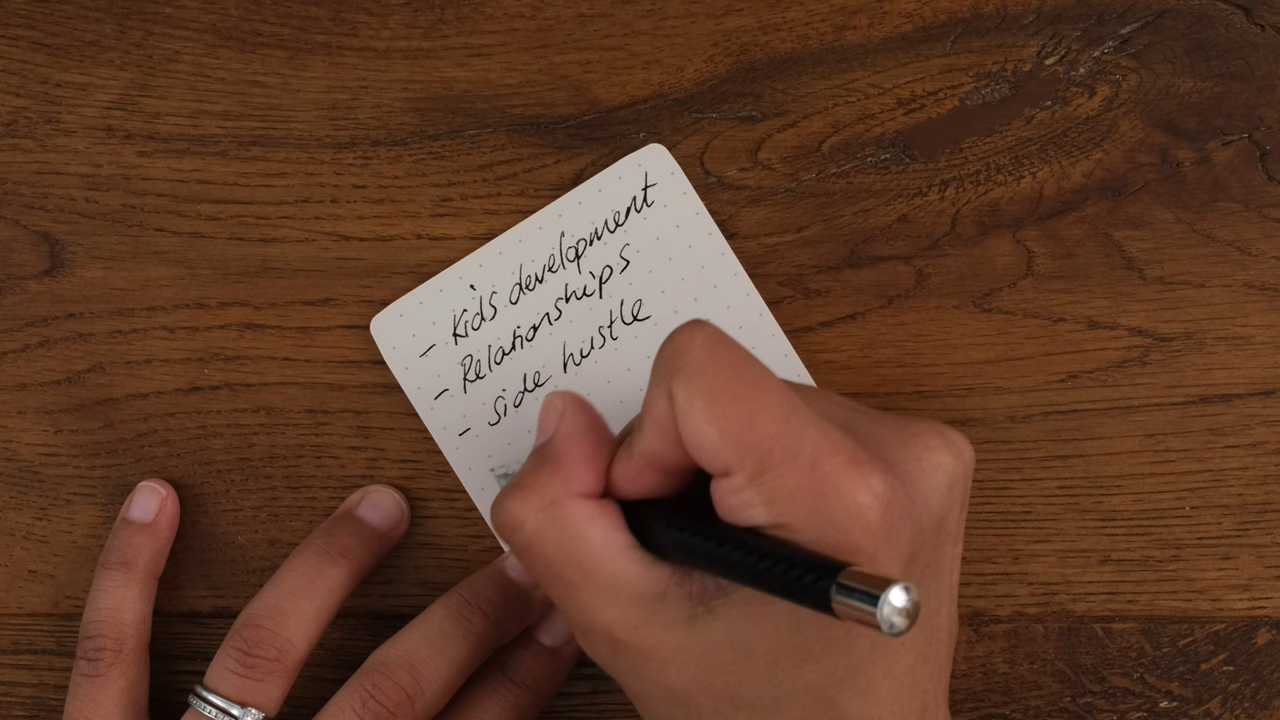 - Kids development
- Relationships
- side hustle